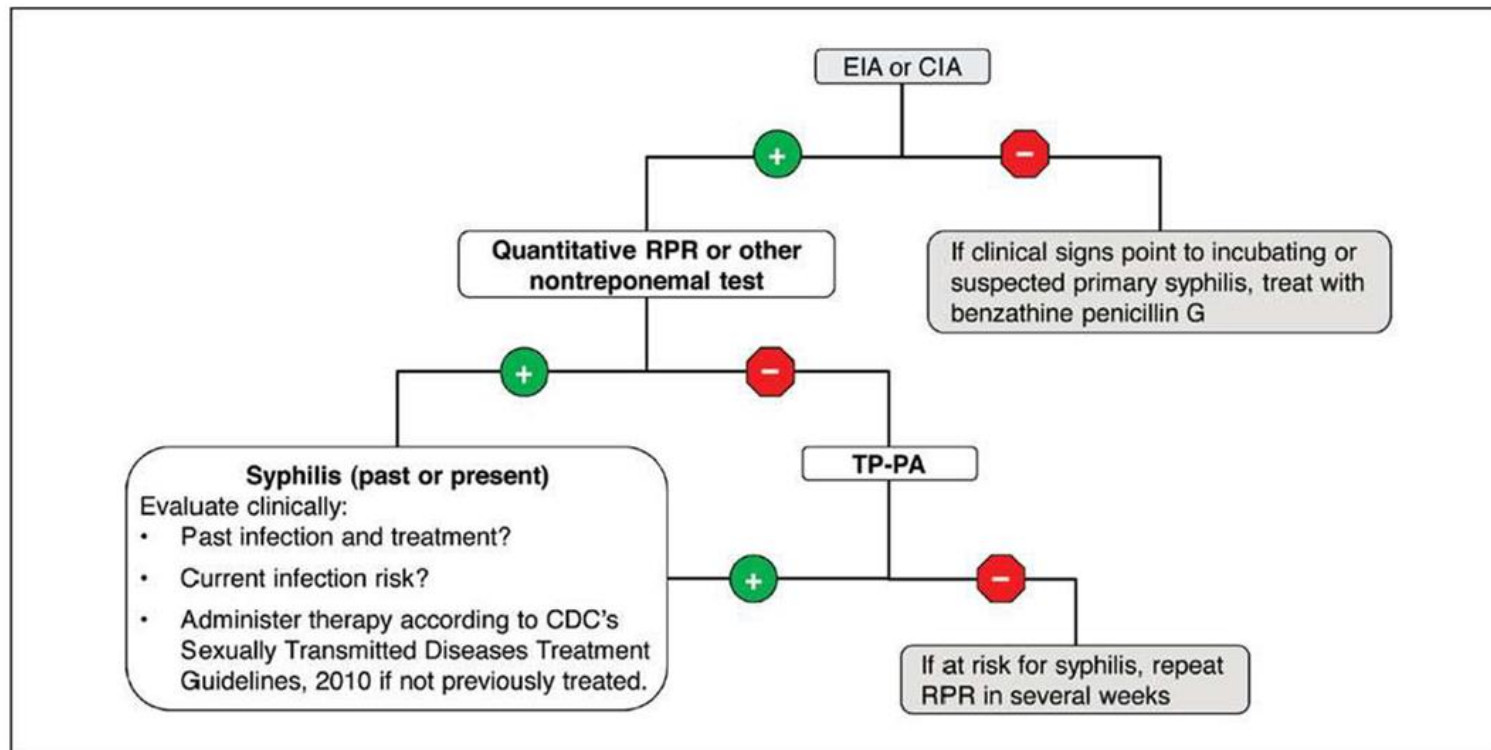 EIA or CIA
+
−
Quantitative RPR or other
nontreponemal test
If clinical signs point to incubating or
suspected primary syphilis, treat with
benzathine penicillin G
+
−
Syphilis (past or present)
Evaluate clinically:
• Past infection and treatment?
• Current infection risk?
• Administer therapy according to CDC's
Sexually Transmitted Diseases Treatment
Guidelines, 2010 if not previously treated.
TP-PA
+
−
If at risk for syphilis, repeat
RPR in several weeks